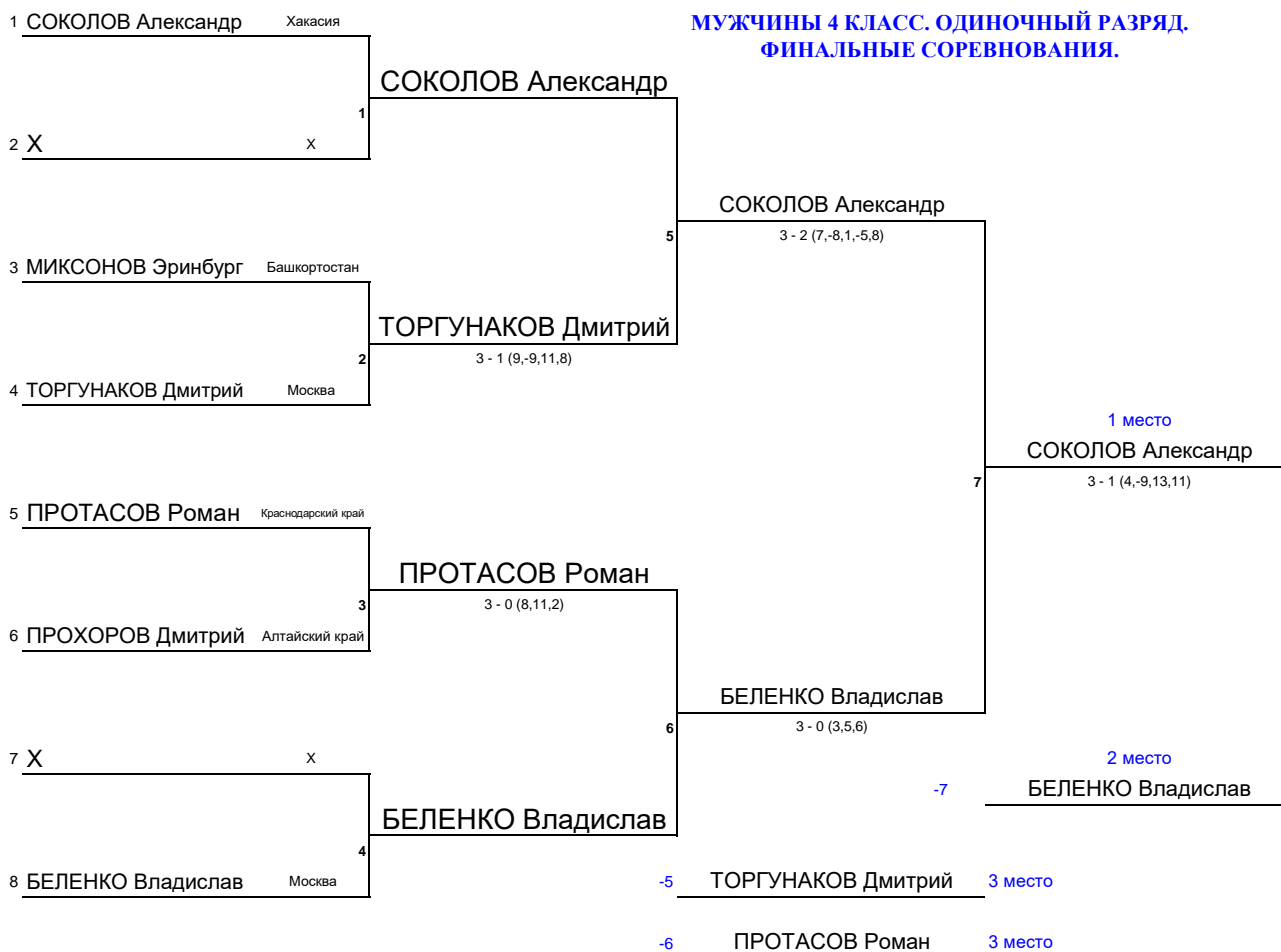 МУЖЧИНЫ 4 КЛАСС. ОДИНОЧНЫЙ РАЗРЯД.
ФИНАЛЬНЫЕ СОРЕВНОВАНИЯ.
1 СОКОЛОВ Александр Хакасия
СОКОЛОВ Александр
1
2 X X
СОКОЛОВ Александр
5 3 - 2 (7,-8,1,-5,8)
3 МИКСОНОВ Эринбург Башкортостан
ТОРГУНАКОВ Дмитрий
2 3 - 1 (9,-9,11,8)
4 ТОРГУНАКОВ Дмитрий Москва
1 место
СОКОЛОВ Александр
7 3 - 1 (4,-9,13,11)
5 ПРОТАСОВ Роман Краснодарский край
ПРОТАСОВ Роман
3 3 - 0 (8,11,2)
6 ПРОХОРОВ Дмитрий Алтайский край
БЕЛЕНКО Владислав
6 3 - 0 (3,5,6)
7 X X
2 место
-7 БЕЛЕНКО Владислав
БЕЛЕНКО Владислав
4
8 БЕЛЕНКО Владислав Москва
-5 ТОРГУНАКОВ Дмитрий 3 место
-6 ПРОТАСОВ Роман 3 место